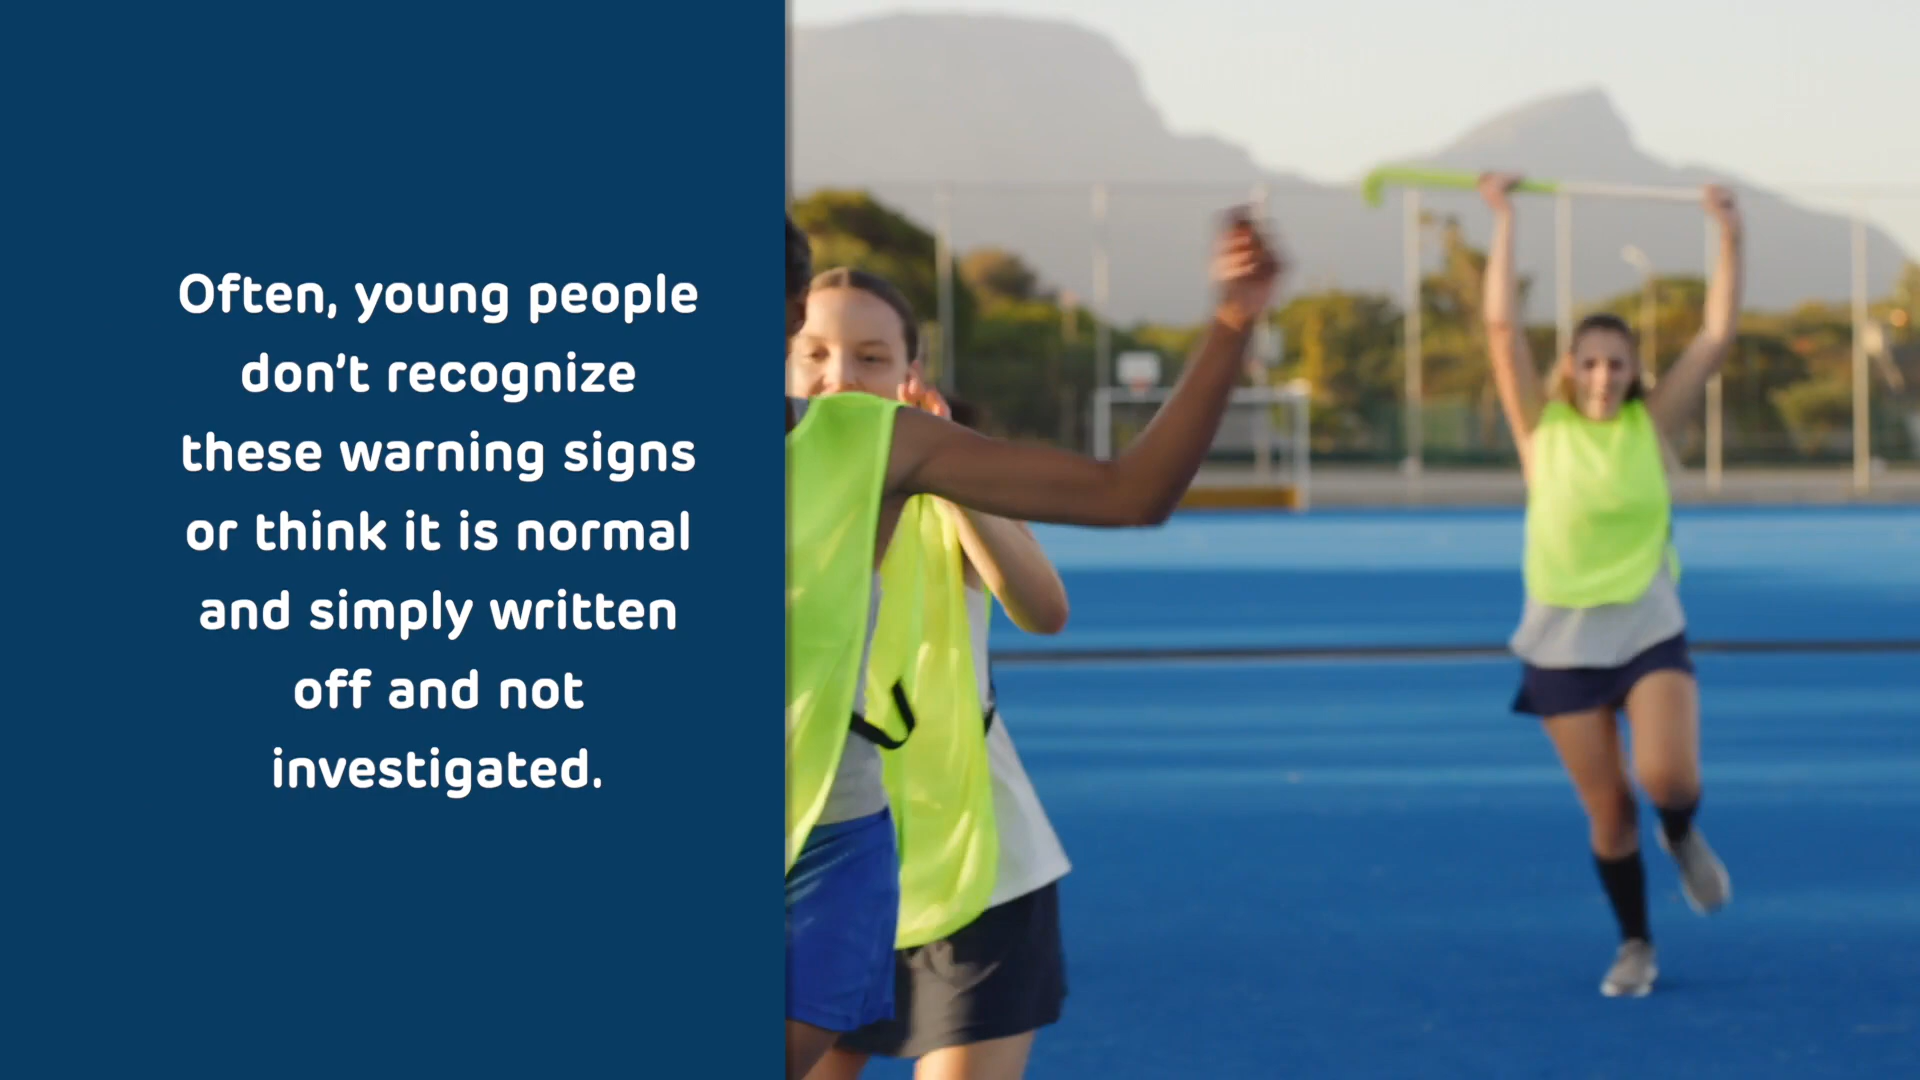 Often, young people
don't recognize
these warning signs
or think it is normal
and simply written
off and not
investigated.